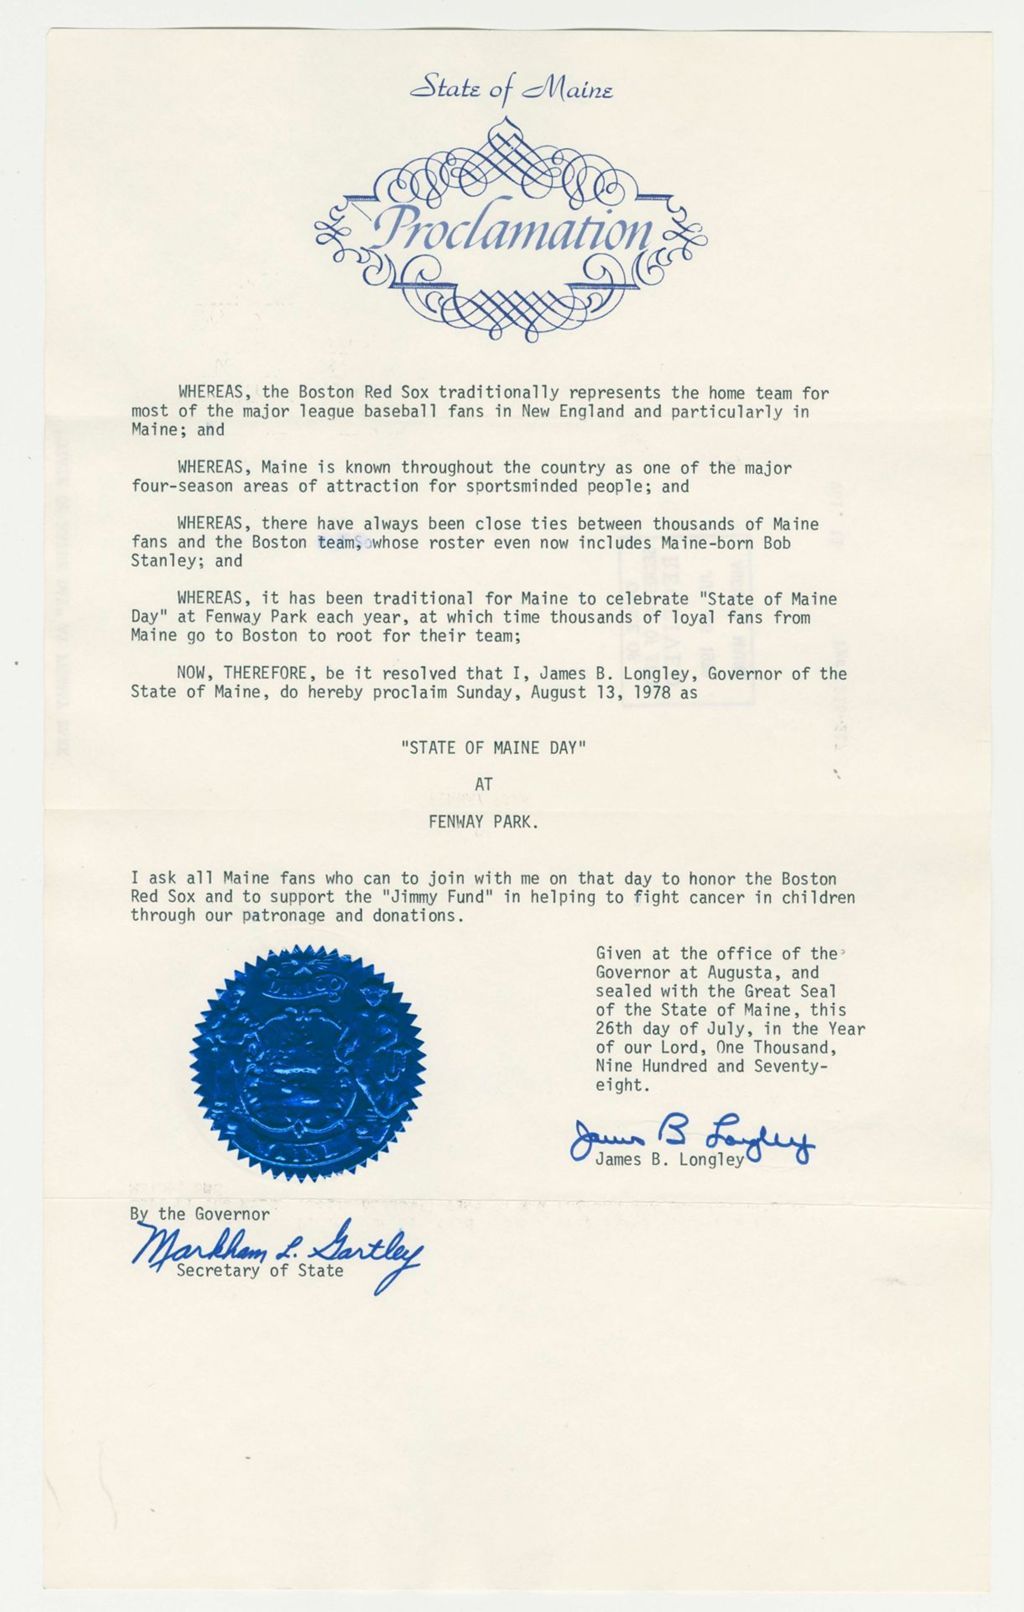 State of Maine
Proclamation
WHEREAS, the Boston Red Sox traditionally represents the home team for
most of the major league baseball fans in New England and particularly in
Maine; and
WHEREAS, Maine is known throughout the country as one of the major
four-season areas of attraction for sportsminded people; and
WHEREAS, there have always been close ties between thousands of Maine
fans and the Boston team, whose roster even now includes Maine-born Bob
Stanley; and
WHEREAS, it has been traditional for Maine to celebrate "State of Maine
Day" at Fenway Park each year, at which time thousands of loyal fans from
Maine go to Boston to root for their team;
NOW, THEREFORE, be it resolved that I, James B. Longley, Governor of the
State of Maine, do hereby proclaim Sunday, August 13, 1978 as
"STATE OF MAINE DAY"
AT
FENWAY PARK.
I ask all Maine fans who can to join with me on that day to honor the Boston
Red Sox and to support the "Jimmy Fund" in helping to fight cancer in children
through our patronage and donations.
Given at the office of the
Governor at Augusta, and
sealed with the Great Seal
of the State of Maine, this
26th day of July, in the Year
of our Lord, One Thousand,
Nine Hundred and Seventy-
eight.
James B Longley
James B. Longley
By the Governor
Markham L. Gartley
Secretary of State